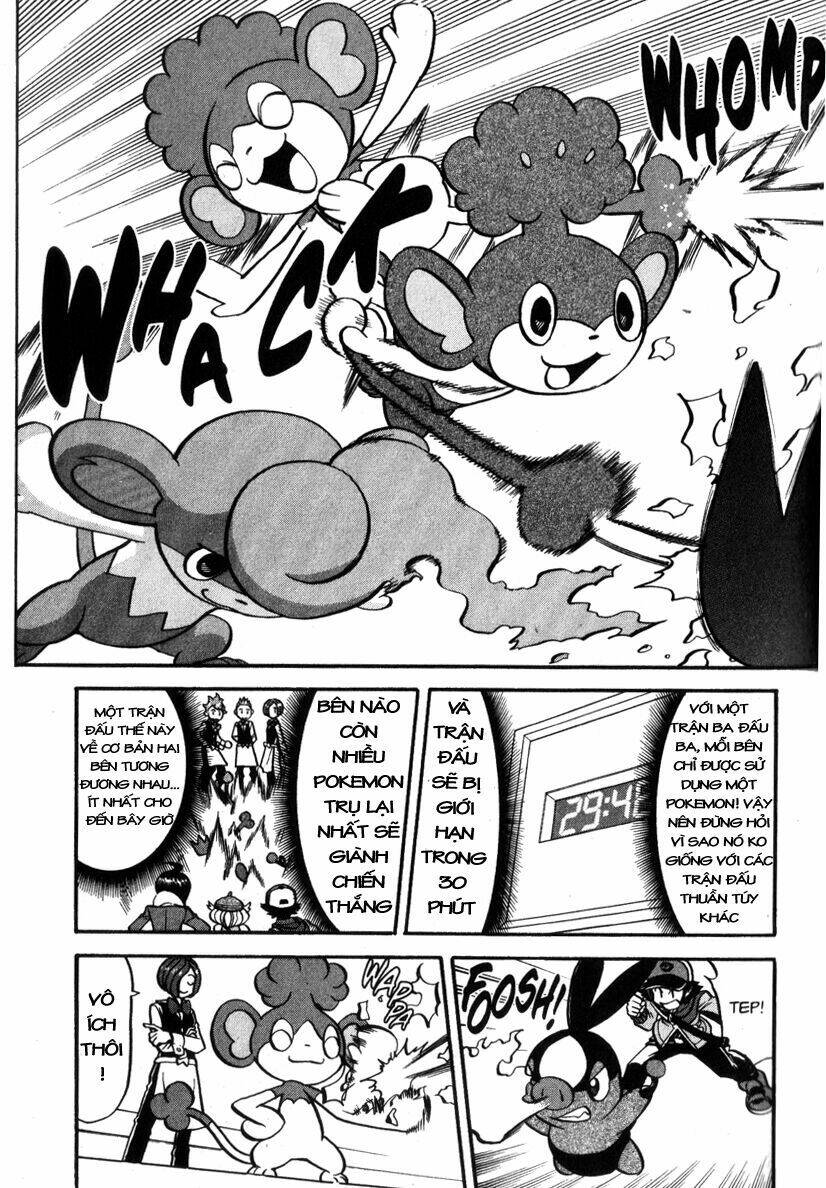 WHOMP
WHACK
VỚI MỘT
TRẬN BA ĐẤU
BA, MỖI BÊN
CHỈ ĐƯỢC SỬ
DỤNG MỘT
POKEMON! VẬY
NÊN ĐỪNG HỎI
VÌ SAO NÓ KO
GIỐNG VỚI CÁC
TRẬN ĐẤU
THUẦN TÚY
KHÁC
29:4
VÀ
TRẬN
ĐẤU
SẼ BỊ
GIỚI
HẠN
TRONG
30
PHÚT
BÊN NÀO
CÒN
NHIỀU
POKEMON
TRỤ LẠI
NHẤT SẼ
GIÀNH
CHIẾN
THẮNG
MỘT TRẬN
ĐẤU THẾ NÀY
VỀ CƠ BẢN HAI
BÊN TƯƠNG
ĐƯƠNG NHAU...
ÍT NHẤT CHO
ĐẾN BÂY GIỜ
TEP!
FOOSH!
WAP-PA
VÔ
ÍCH
THÔI
!